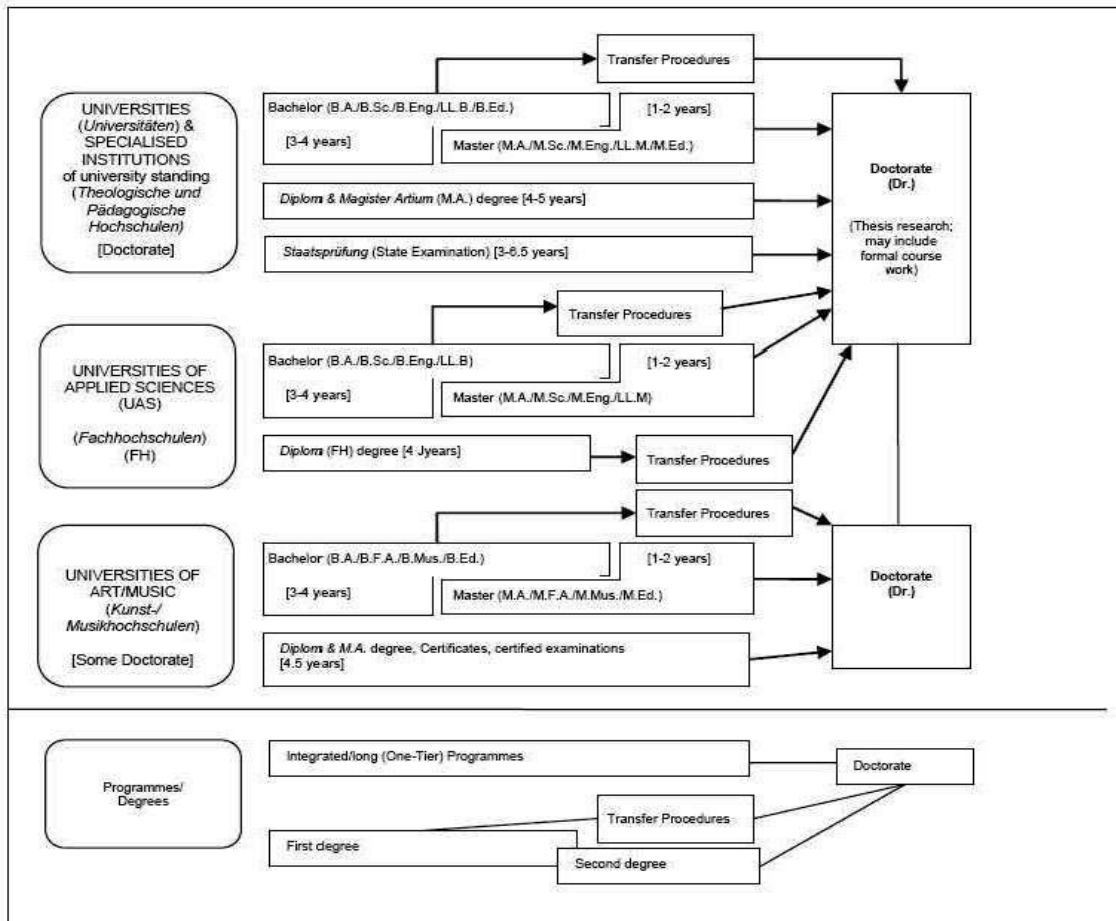 Transfer Procedures
UNIVERSITIES
(Universitäten) &
SPECIALISED
INSTITUTIONS
of university standing
(Theologische und
Pädagogische
Hochschulen)
[Doctorate]
Bachelor (B.A./B.Sc./B.Eng./LL.B./B.Ed.)
[3-4 years]
[1-2 years]
Master (M.A./M.Sc./M.Eng./LL.M./M.Ed.)
Diplom & Magister Artium (M.A.) degree [4-5 years]
Staatsprüfung (State Examination) [3-6.5 years]
Doctorate
(Dr.)
(Thesis research;
may include
formal course
work)
Transfer Procedures
UNIVERSITIES OF
APPLIED SCIENCES
(UAS)
(Fachhochschulen)
(FH)
Bachelor (B.A./B.Sc./B.Eng./LL.B)
[3-4 years]
[1-2 years]
Master (M.A./M.Sc./M.Eng./LL.M)
Diplom (FH) degree [4 Jyears]
Transfer Procedures
Transfer Procedures
UNIVERSITIES OF
ART/MUSIC
(Kunst-/
Musikhochschulen)
[Some Doctorate]
Bachelor (B.A./B.F.A./B.Mus./B.Ed.)
[3-4 years]
[1-2 years]
Master (M.A./M.F.A./M.Mus./M.Ed.)
Diplom & M.A. degree, Certificates, certified examinations
[4.5 years]
Doctorate
(Dr.)
Programmes/
Degrees
Integrated/long (One-Tier) Programmes
Doctorate
Transfer Procedures
First degree
Second degree